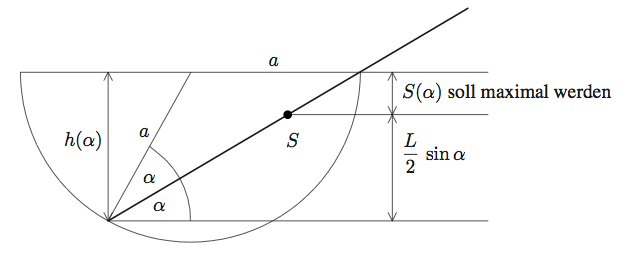 a
S(α) soll maximal werden
a
h(α)
S
L/2 sin α
α
α